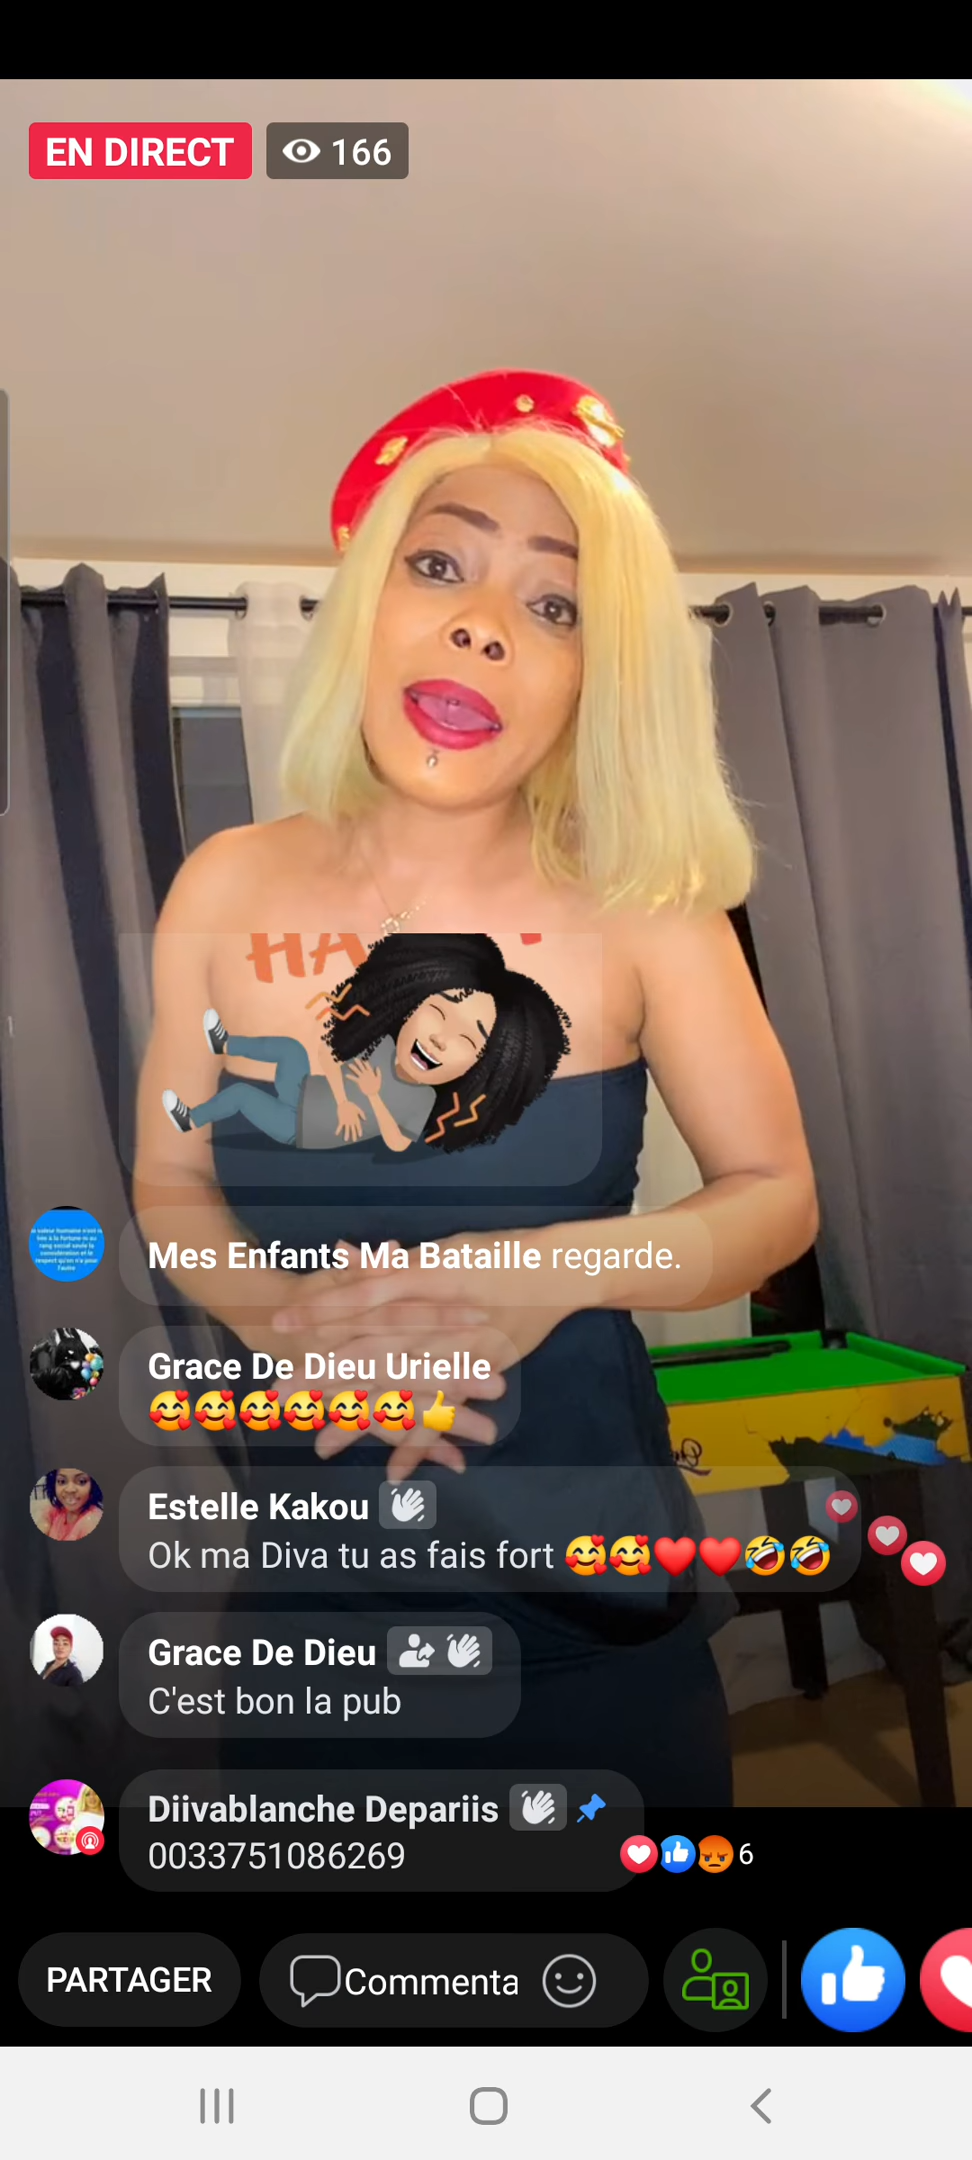 EN DIRECT 166
HA
Mes Enfants Ma Bataille regarde.
Grace De Dieu Urielle
🥰🥰🥰🥰🥰🥰👍
Estelle Kakou
Ok ma Diva tu as fais fort 🥰🥰❤️❤️🤣🤣
Grace De Dieu
C'est bon la pub
Diivablanche Depariis
0033751086269
6
PARTAGER
Commenta